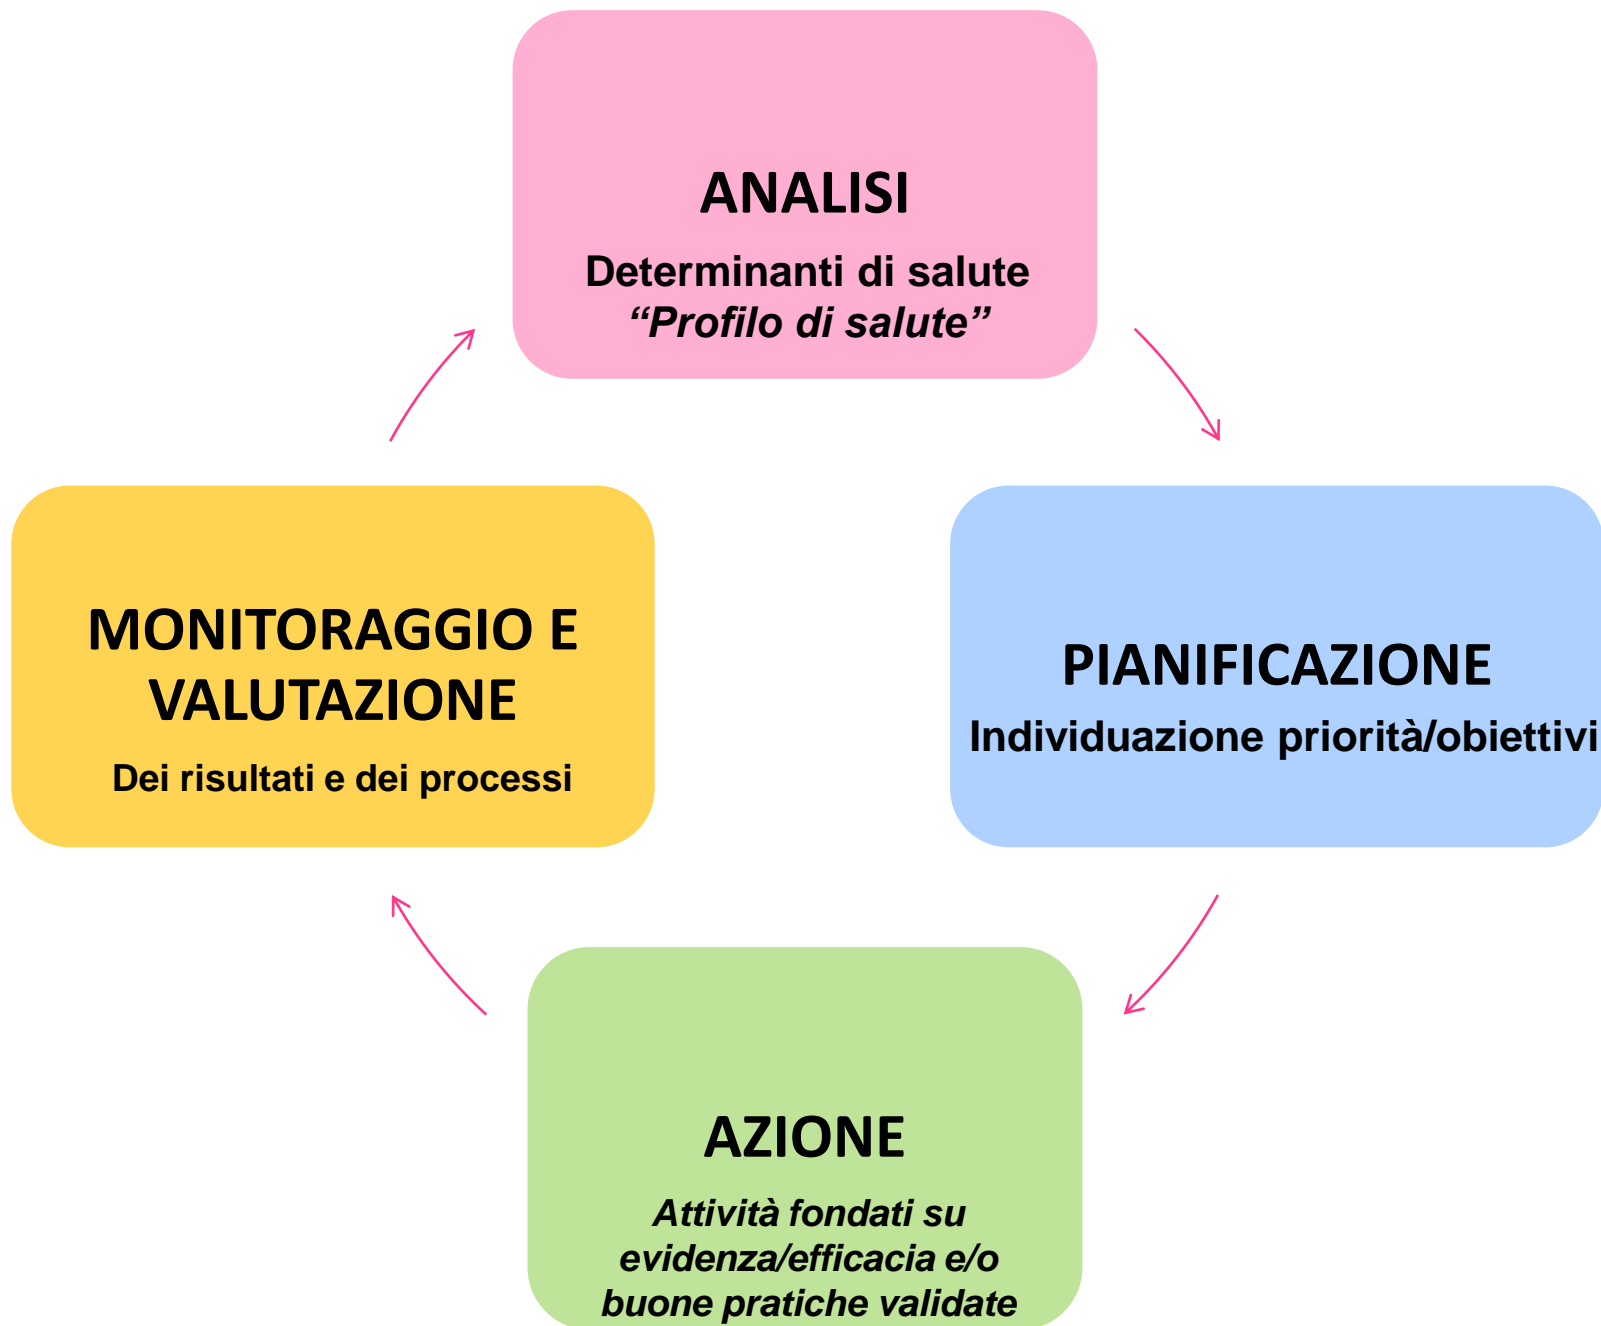 ANALISI
Determinanti di salute
“Profilo di salute”
MONITORAGGIO E
VALUTAZIONE
Dei risultati e dei processi
PIANIFICAZIONE
Individuazione priorità/obiettivi
AZIONE
Attività fondati su
evidenza/efficacia e/o
buone pratiche validate